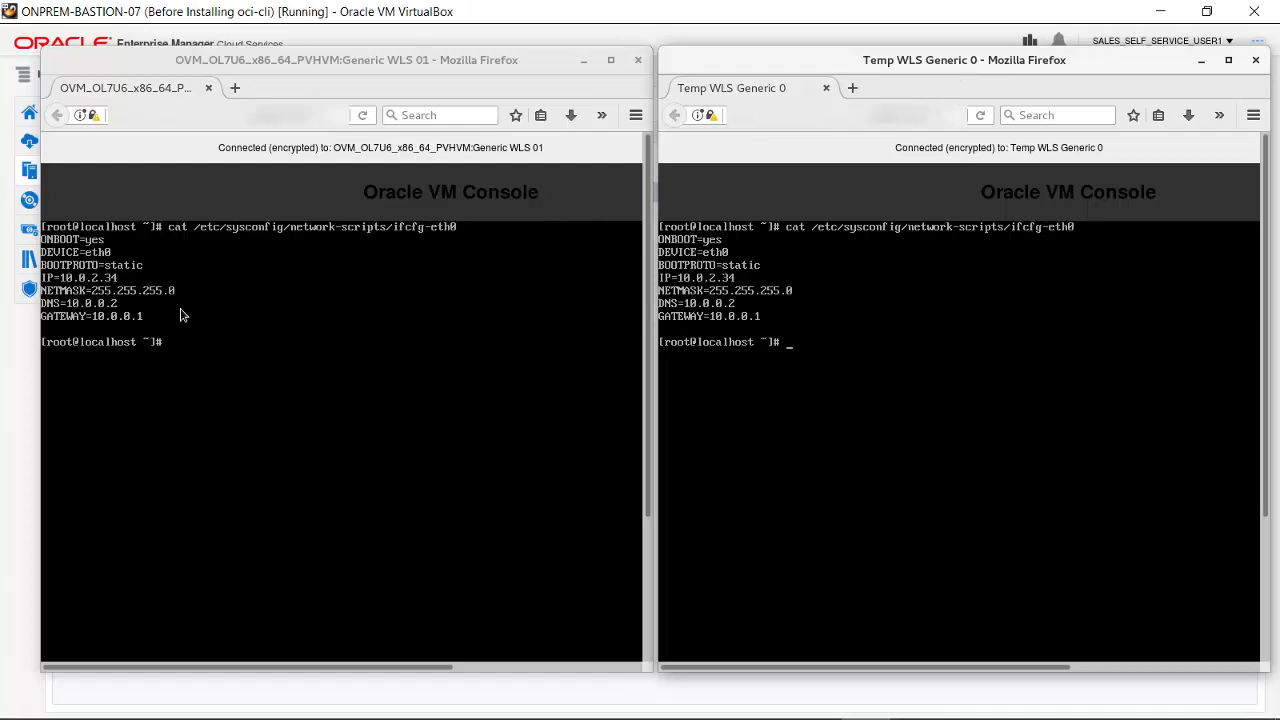 ONPREM-BASTION-07 (Before Installing oci-cli) [Running] - Oracle VM VirtualBox
ORACLE Enterprise Manager Cloud Services
SALES_SELF_SERVICE_USER1
OVM_OL7U6_x86_64_PVHVM:Generic WLS 01 - Mozilla Firefox
OVM_OL7U6_x86_64_P...
Search
Connected (encrypted) to: OVM_OL7U6_x86_64_PVHVM:Generic WLS 01
Oracle VM Console
[root@localhost ~]# cat /etc/sysconfig/network-scripts/ifcfg-eth0
ONBOOT=yes
DEVICE=eth0
BOOTPROTO=static
IP=10.0.2.34
NETMASK=255.255.255.0
DNS=10.0.0.2
GATEWAY=10.0.0.1
[root@localhost ~]#
Temp WLS Generic 0 - Mozilla Firefox
Temp WLS Generic 0
Search
Connected (encrypted) to: Temp WLS Generic 0
Oracle VM Console
[root@localhost ~]# cat /etc/sysconfig/network-scripts/ifcfg-eth0
ONBOOT=yes
DEVICE=eth0
BOOTPROTO=static
IP=10.0.2.34
NETMASK=255.255.255.0
DNS=10.0.0.2
GATEWAY=10.0.0.1
[root@localhost ~]# _